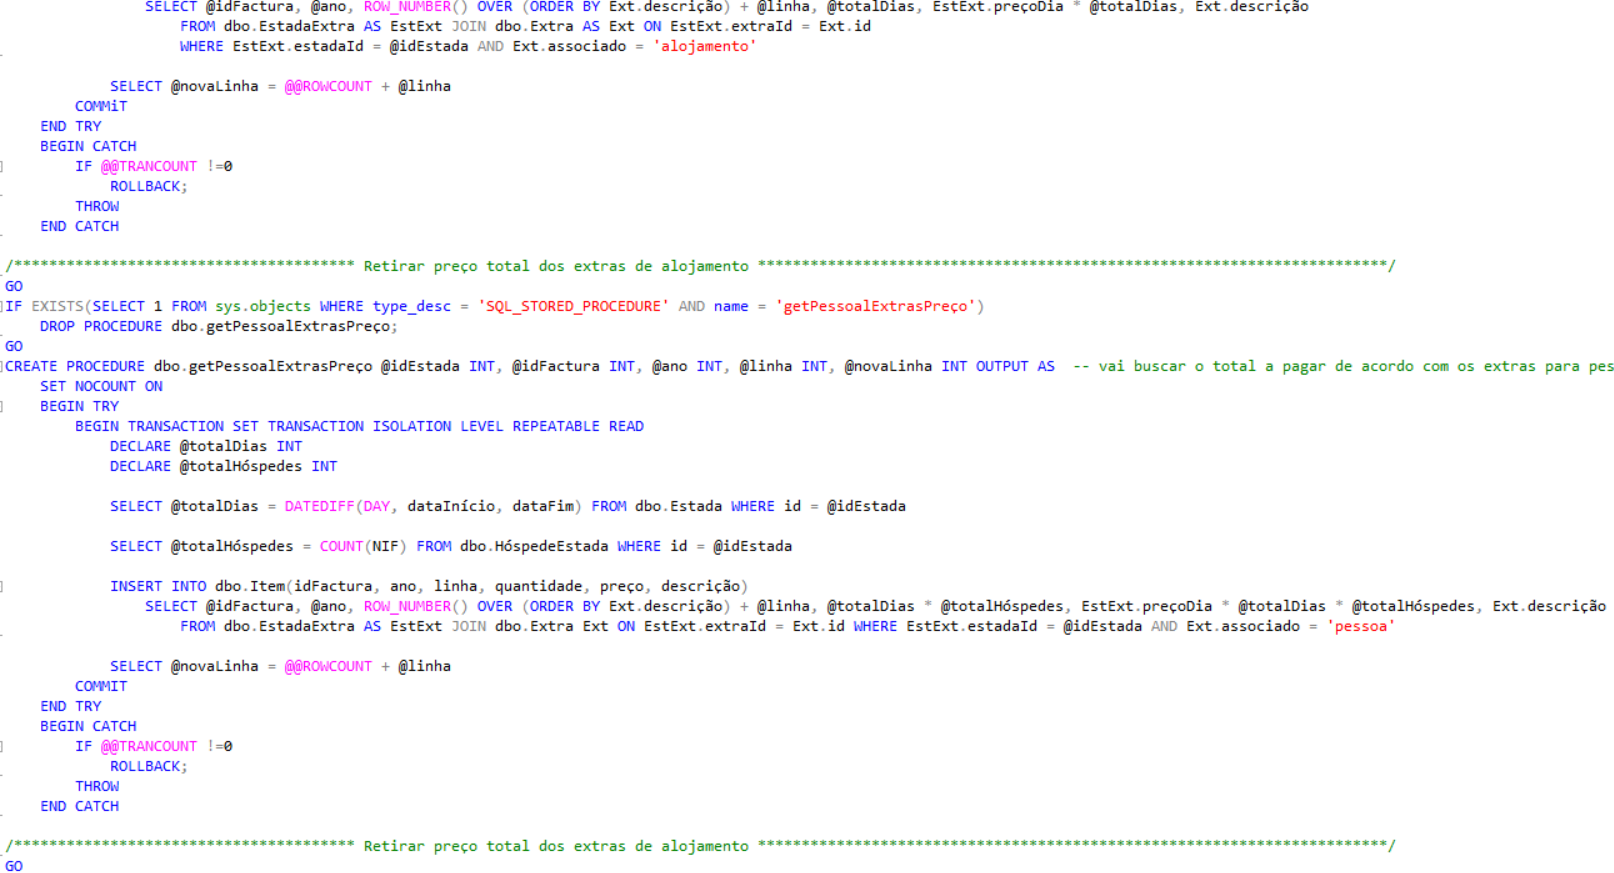 SELECT @idFactura, @ano, ROW_NUMBER() OVER (ORDER BY Ext.descrição) + @linha, @totalDias, EstExt.preçoDia * @totalDias, Ext.descrição
FROM dbo.EstadaExtra AS EstExt JOIN dbo.Extra AS Ext ON EstExt.extraId = Ext.id
WHERE EstExt.estadaId = @idEstada AND Ext.associado = 'alojamento'
SELECT @novaLinha = @@ROWCOUNT + @linha
COMMiT
END TRY
BEGIN CATCH
IF @@TRANCOUNT !=0
ROLLBACK;
THROW
END CATCH
/*************************************** Retirar preço total dos extras de alojamento ************************************************************************/
GO
IF EXISTS(SELECT 1 FROM sys.objects WHERE type_desc = 'SQL_STORED_PROCEDURE' AND name = 'getPessoalExtrasPreço')
DROP PROCEDURE dbo.getPessoalExtrasPreço;
GO
CREATE PROCEDURE dbo.getPessoalExtrasPreço @idEstada INT, @idFactura INT, @ano INT, @linha INT, @novaLinha INT OUTPUT AS  -- vai buscar o total a pagar de acordo com os extras para pes
SET NOCOUNT ON
BEGIN TRY
BEGIN TRANSACTION SET TRANSACTION ISOLATION LEVEL REPEATABLE READ
DECLARE @totalDias INT
DECLARE @totalHóspedes INT
SELECT @totalDias = DATEDIFF(DAY, dataInício, dataFim) FROM dbo.Estada WHERE id = @idEstada
SELECT @totalHóspedes = COUNT(NIF) FROM dbo.HóspedeEstada WHERE id = @idEstada
INSERT INTO dbo.Item(idFactura, ano, linha, quantidade, preço, descrição)
SELECT @idFactura, @ano, ROW_NUMBER() OVER (ORDER BY Ext.descrição) + @linha, @totalDias * @totalHóspedes, EstExt.preçoDia * @totalDias * @totalHóspedes, Ext.descrição
FROM dbo.EstadaExtra AS EstExt JOIN dbo.Extra Ext ON EstExt.extraId = Ext.id WHERE EstExt.estadaId = @idEstada AND Ext.associado = 'pessoa'
SELECT @novaLinha = @@ROWCOUNT + @linha
COMMIT
END TRY
BEGIN CATCH
IF @@TRANCOUNT !=0
ROLLBACK;
THROW
END CATCH
/*************************************** Retirar preço total dos extras de alojamento ************************************************************************/
GO